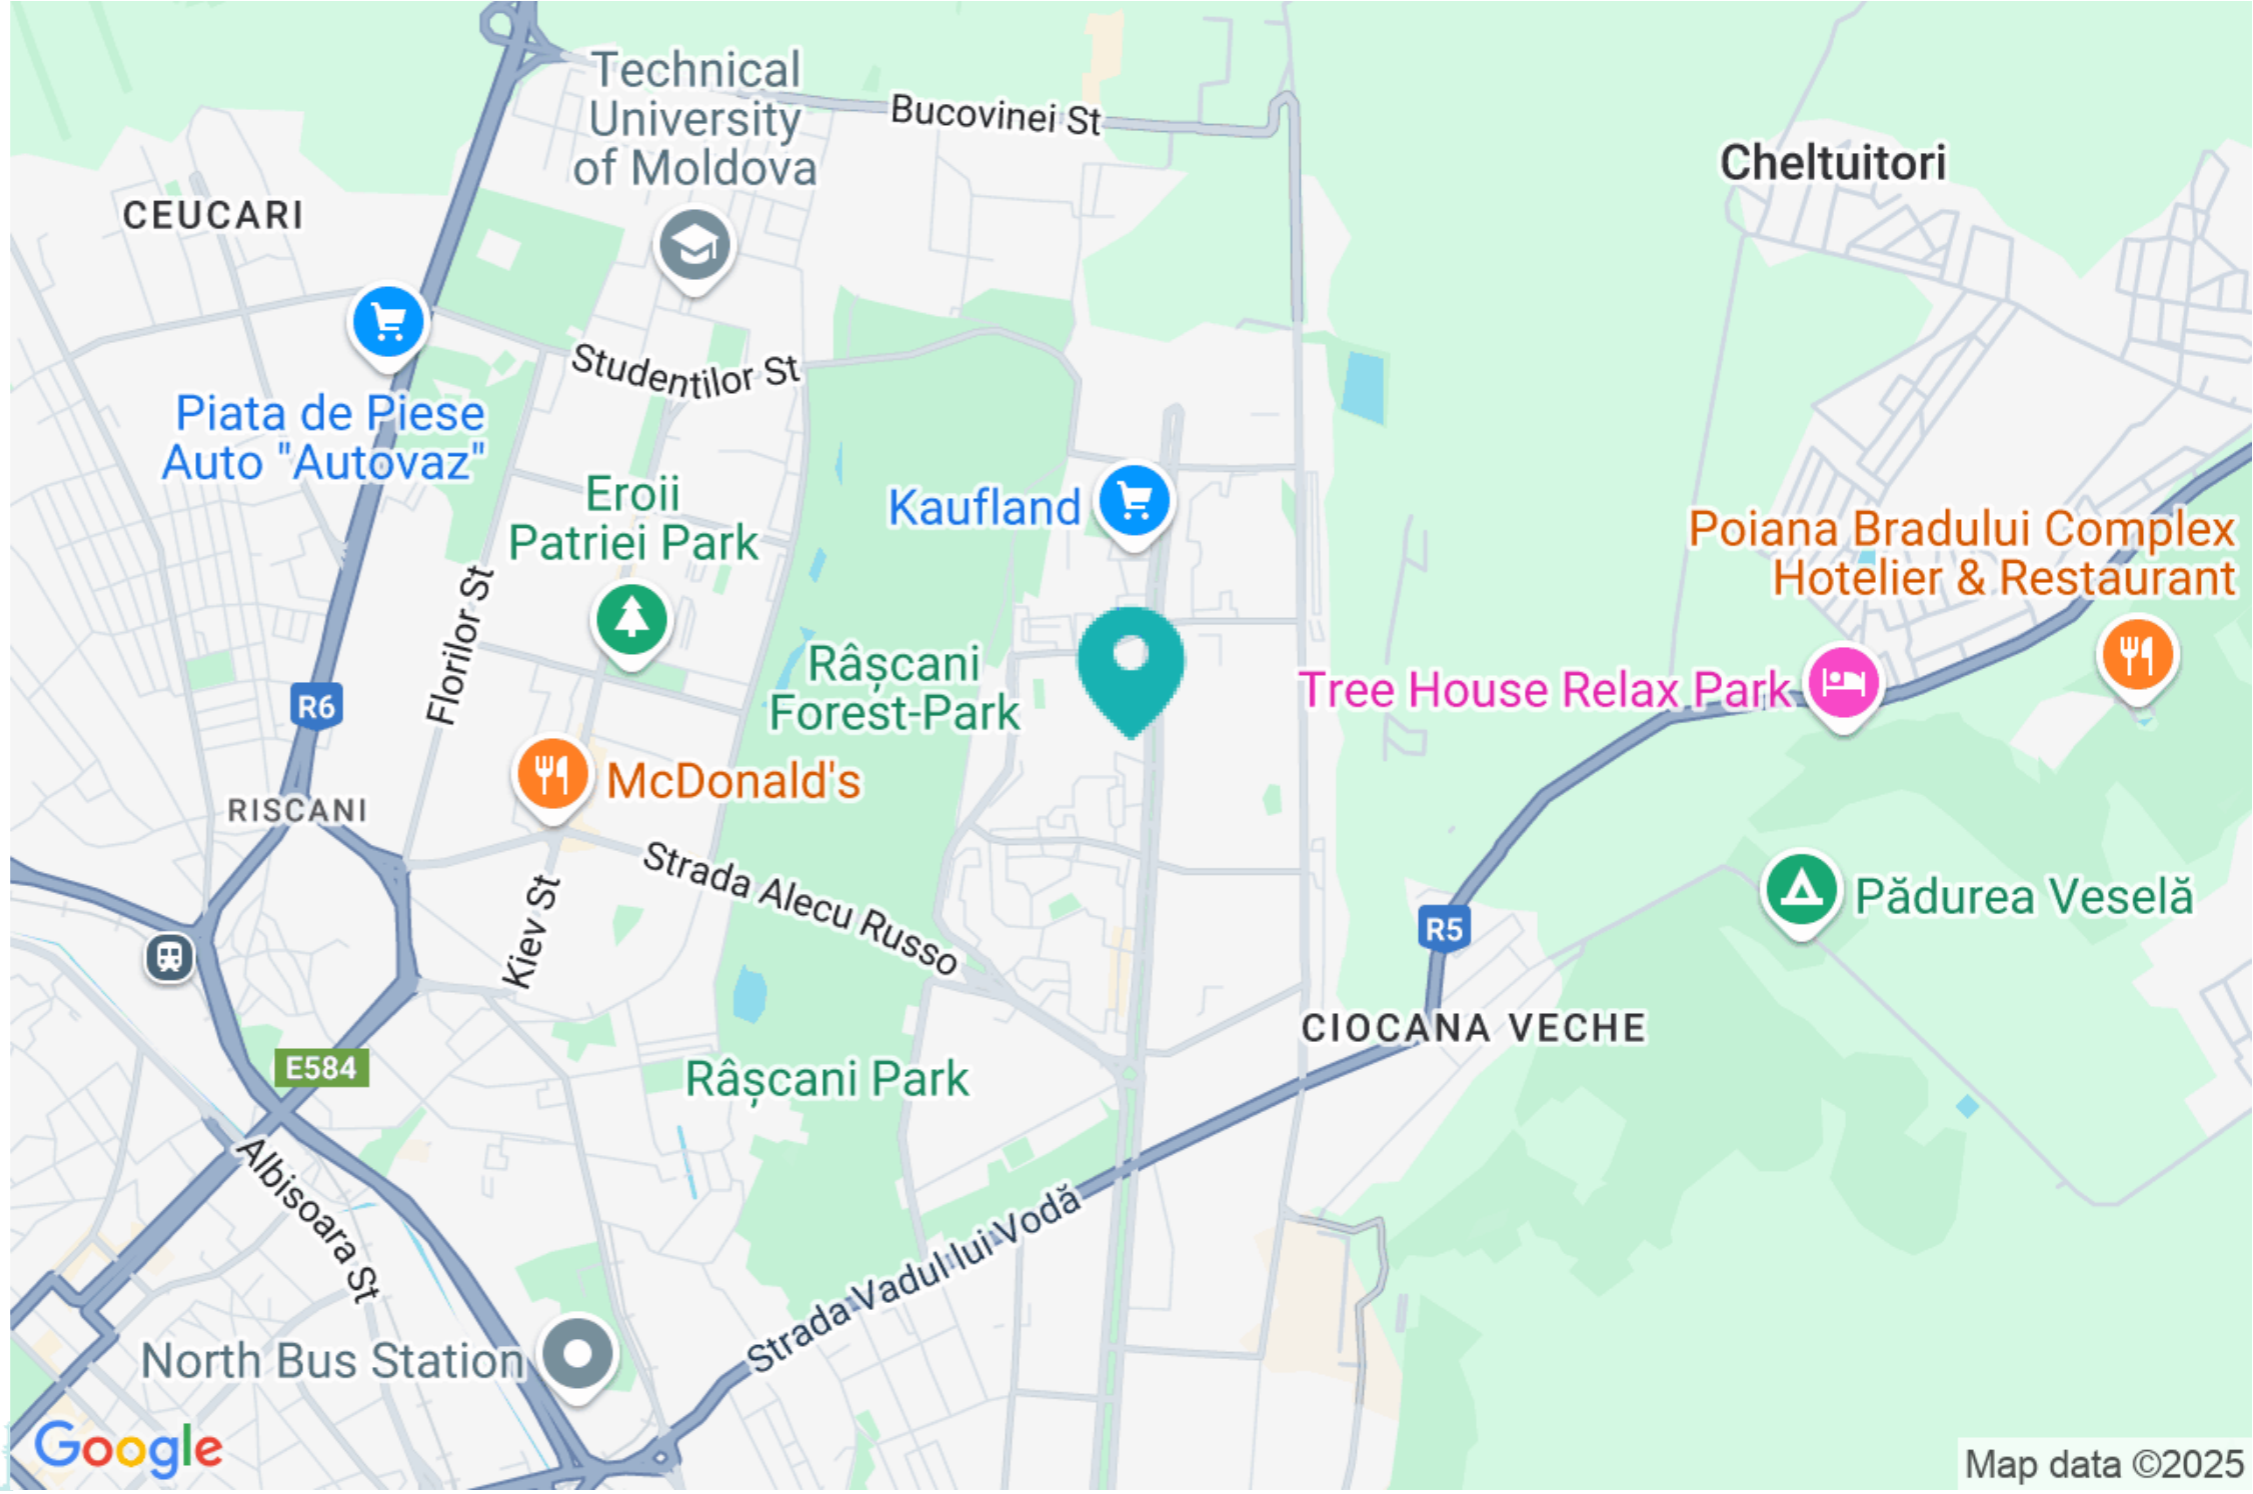 Technical
University
of Moldova
Bucovinei St
Cheltuitori
CEUCARI
Studentilor St
Piata de Piese
Auto "Autovaz"
Eroii
Patriei Park
Kaufland
Poiana Bradului Complex
Hotelier & Restaurant
Florilor St
Râșcani
Forest-Park
Tree House Relax Park
R6
McDonald's
RISCANI
Strada Alecu Russo
Kiev St
Pădurea Veselă
R5
CIOCANA VECHE
E584
Râșcani Park
Albisoara St
Strada Vadul lui Vodă
North Bus Station
Google
Map data ©2025